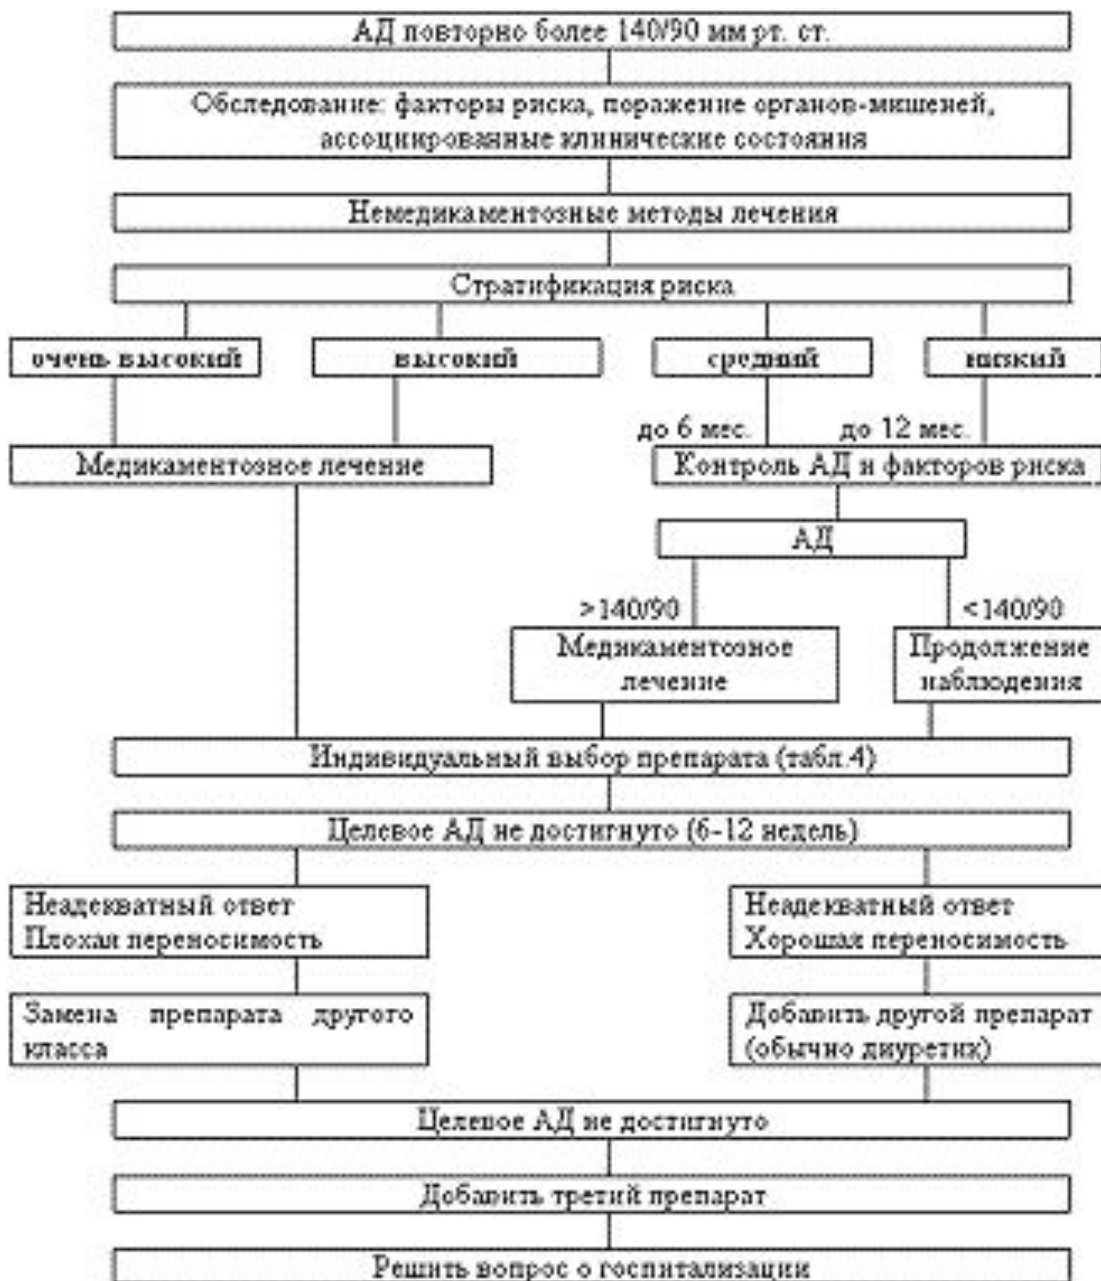 АД повторно более 140/90 мм рт. ст.
Обследование: факторы риска, поражение органов-мишеней,
ассоциированные клинические состояния
Немедикаментозные методы лечения
Стратификация риска
очень высокий
высокий
средний
низкий
до 6 мес.
до 12 мес.
Медикаментозное лечение
Контроль АД и факторов риска
АД
>140/90
<140/90
Медикаментозное
лечение
Продолжение
наблюдения
Индивидуальный выбор препарата (табл.4)
Целевое АД не достигнуто (6-12 недель)
Неадекватный ответ
Плохая переносимость
Неадекватный ответ
Хорошая переносимость
Замена препарата другого
класса
Добавить другой препарат
(обычно диуретик)
Целевое АД не достигнуто
Добавить третий препарат
Решить вопрос о госпитализации